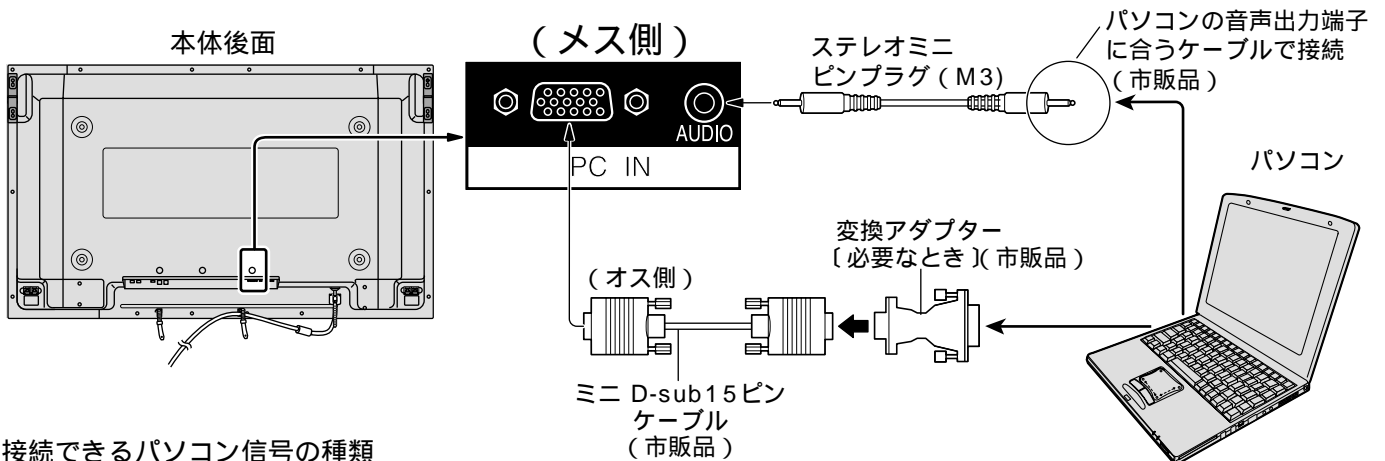 本体後面
(メス側)
AUDIO
PC IN
ステレオミニ
ピンプラグ(M3)
パソコンの音声出力端子
に合うケーブルで接続
(市販品)
パソコン
変換アダプター
〔必要なとき〕(市販品)
(オス側)
ミニ D-sub15ピン
ケーブル
(市販品)
接続できるパソコン信号の種類